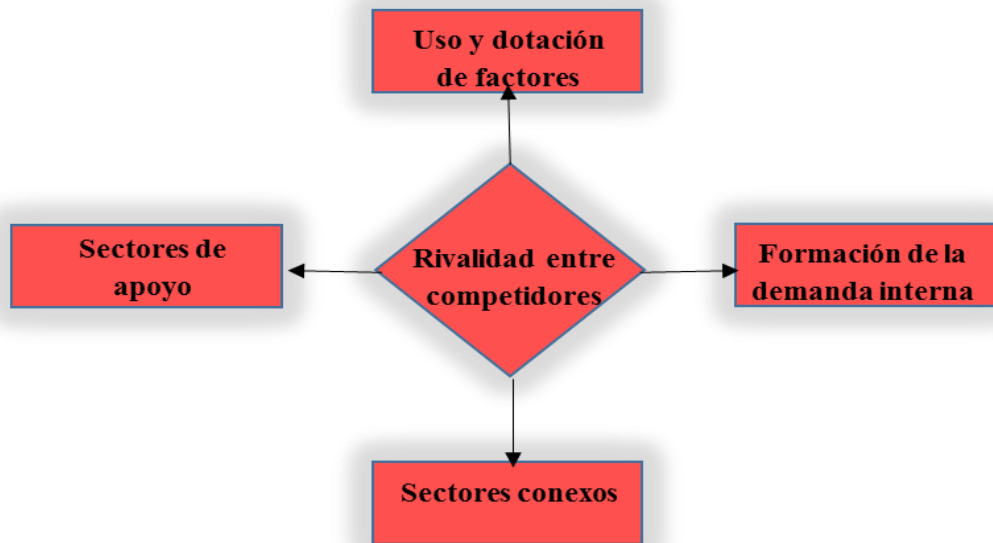 Uso y dotación
de factores
Sectores de
apoyo
Rivalidad entre
competidores
Formación de la
demanda interna
Sectores conexos